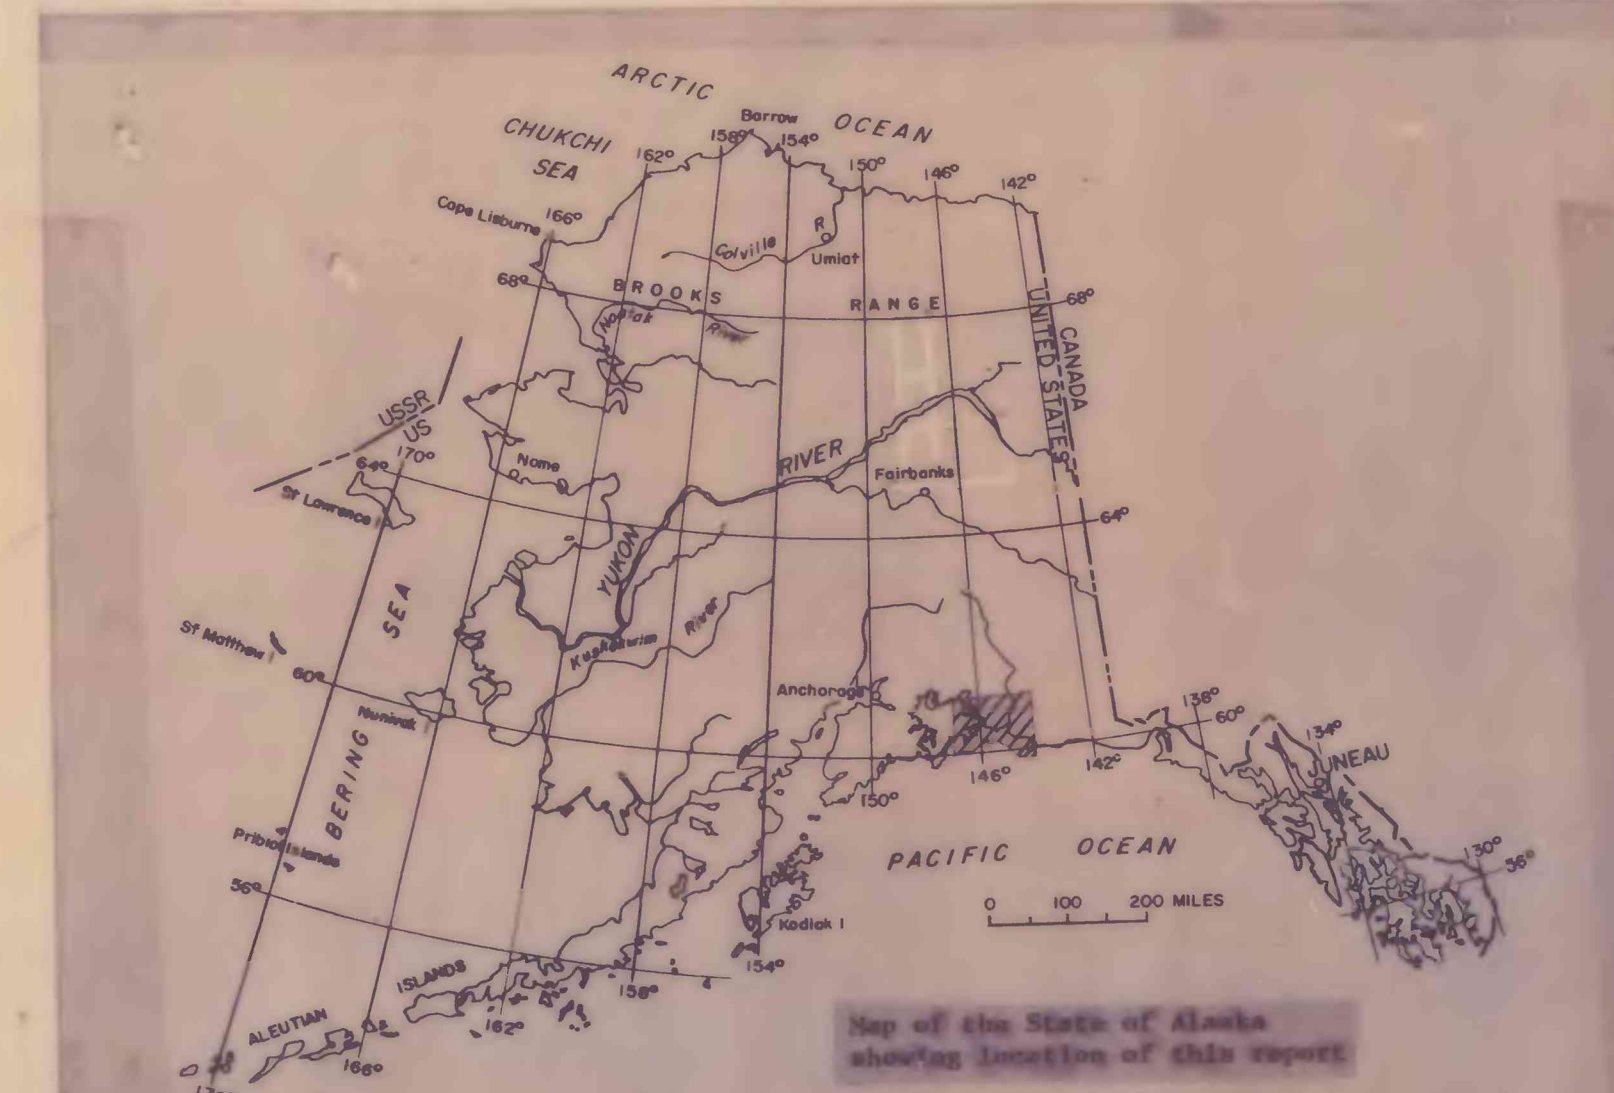 ARCTIC OCEAN
CHUKCHI SEA
Barrow
162° 158° 154° 150° 146° 142°
Cape Lisburne 166°
Colville R
Umiat
68° BROOKS RANGE 68°
Noatak River
UNITED STATES
CANADA
USSR
US
64° 170°
Nome
St Lawrence I
YUKON RIVER
Fairbanks
64°
SEA
St Matthew I
Kuskokwim River
60°
Nunivak
Anchorage
138°
60°
134°
JUNEAU
146°
142°
150°
BERING
Pribilof Islands
56°
PACIFIC OCEAN
130°
56°
0 100 200 MILES
Kodiak I
154°
158°
ALEUTIAN ISLANDS
162°
166°
Map of the State of Alaska
showing location of this report